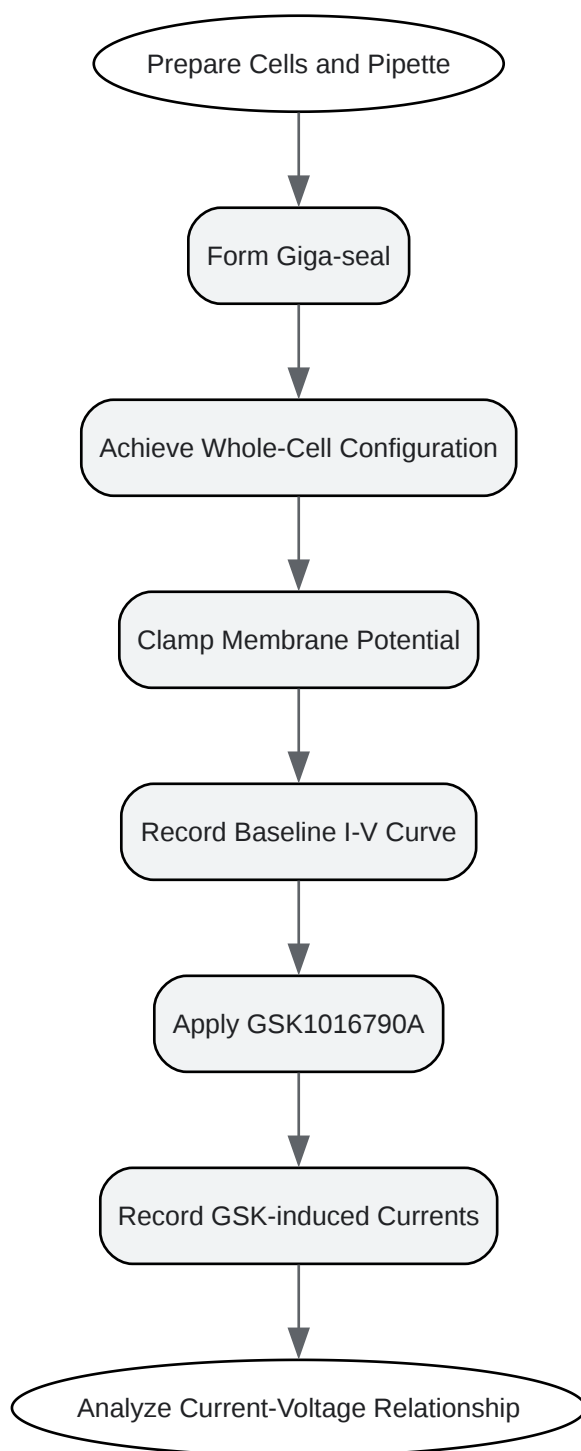 Prepare Cells and Pipette
Form Giga-seal
Achieve Whole-Cell Configuration
Clamp Membrane Potential
Record Baseline I-V Curve
Apply GSK1016790A
Record GSK-induced Currents
Analyze Current-Voltage Relationship